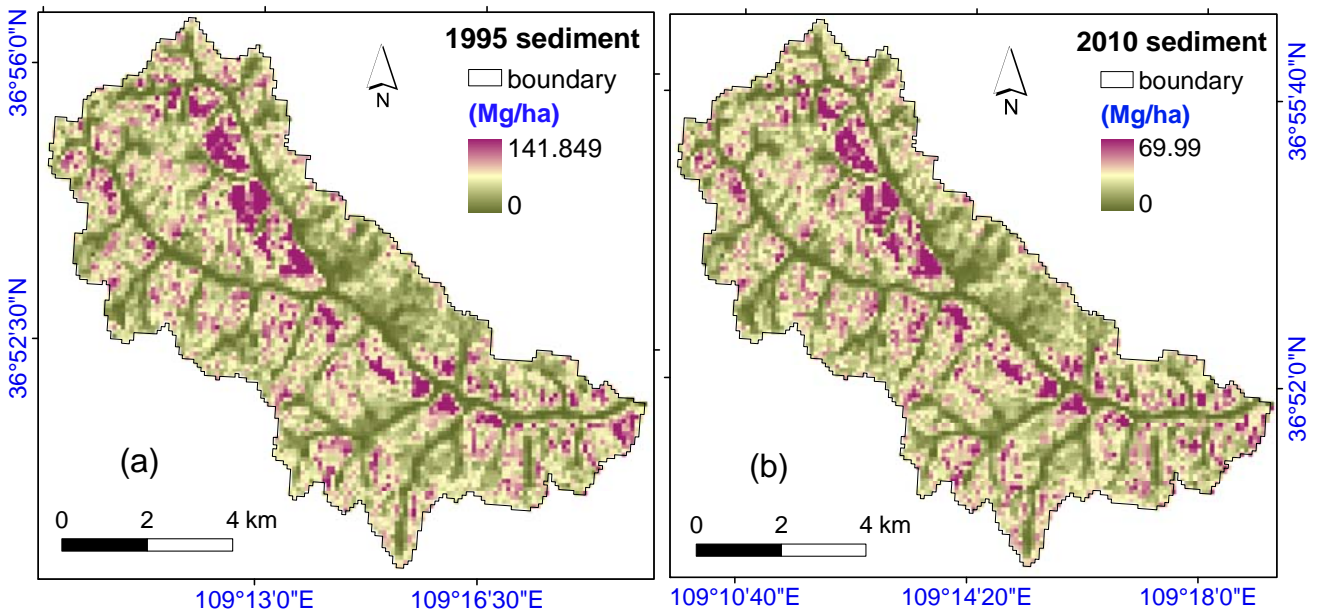 1995 sediment
boundary
(Mg/ha)
141.849
0
N
(a)
0 2 4 km
36°56'0"N
36°52'30"N
109°13'0"E 109°16'30"E
2010 sediment
boundary
(Mg/ha)
69.99
0
N
(b)
0 2 4 km
36°55'40"N
36°52'0"N
109°10'40"E 109°14'20"E 109°18'0"E